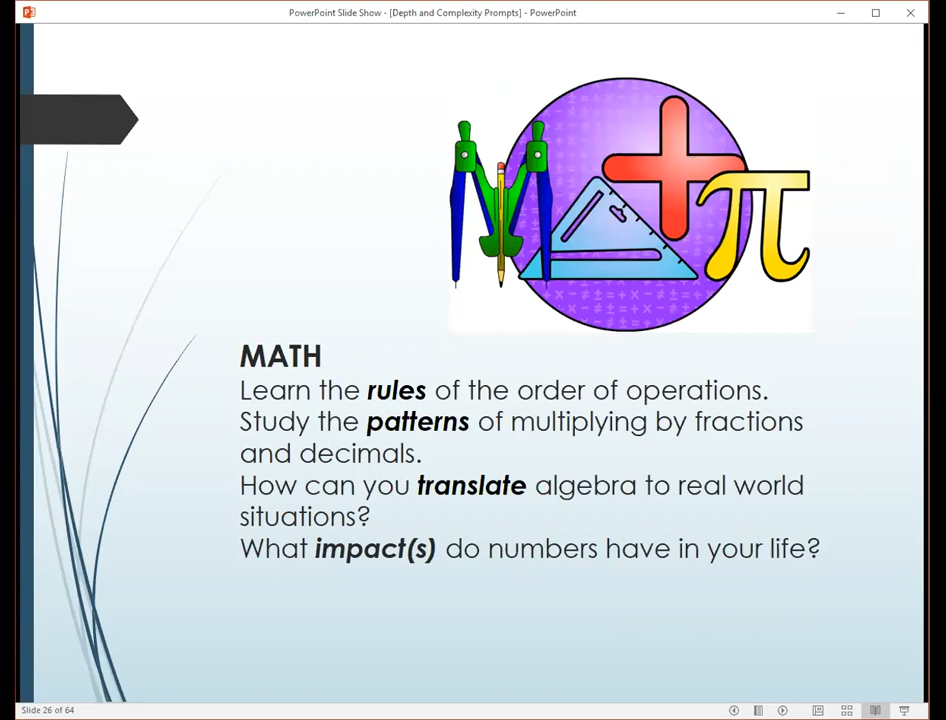 PowerPoint Slide Show - [Depth and Complexity Prompts] - PowerPoint
MATH
Learn the rules of the order of operations.
Study the patterns of multiplying by fractions
and decimals.
How can you translate algebra to real world
situations?
What impact(s) do numbers have in your life?
Slide 26 of 64